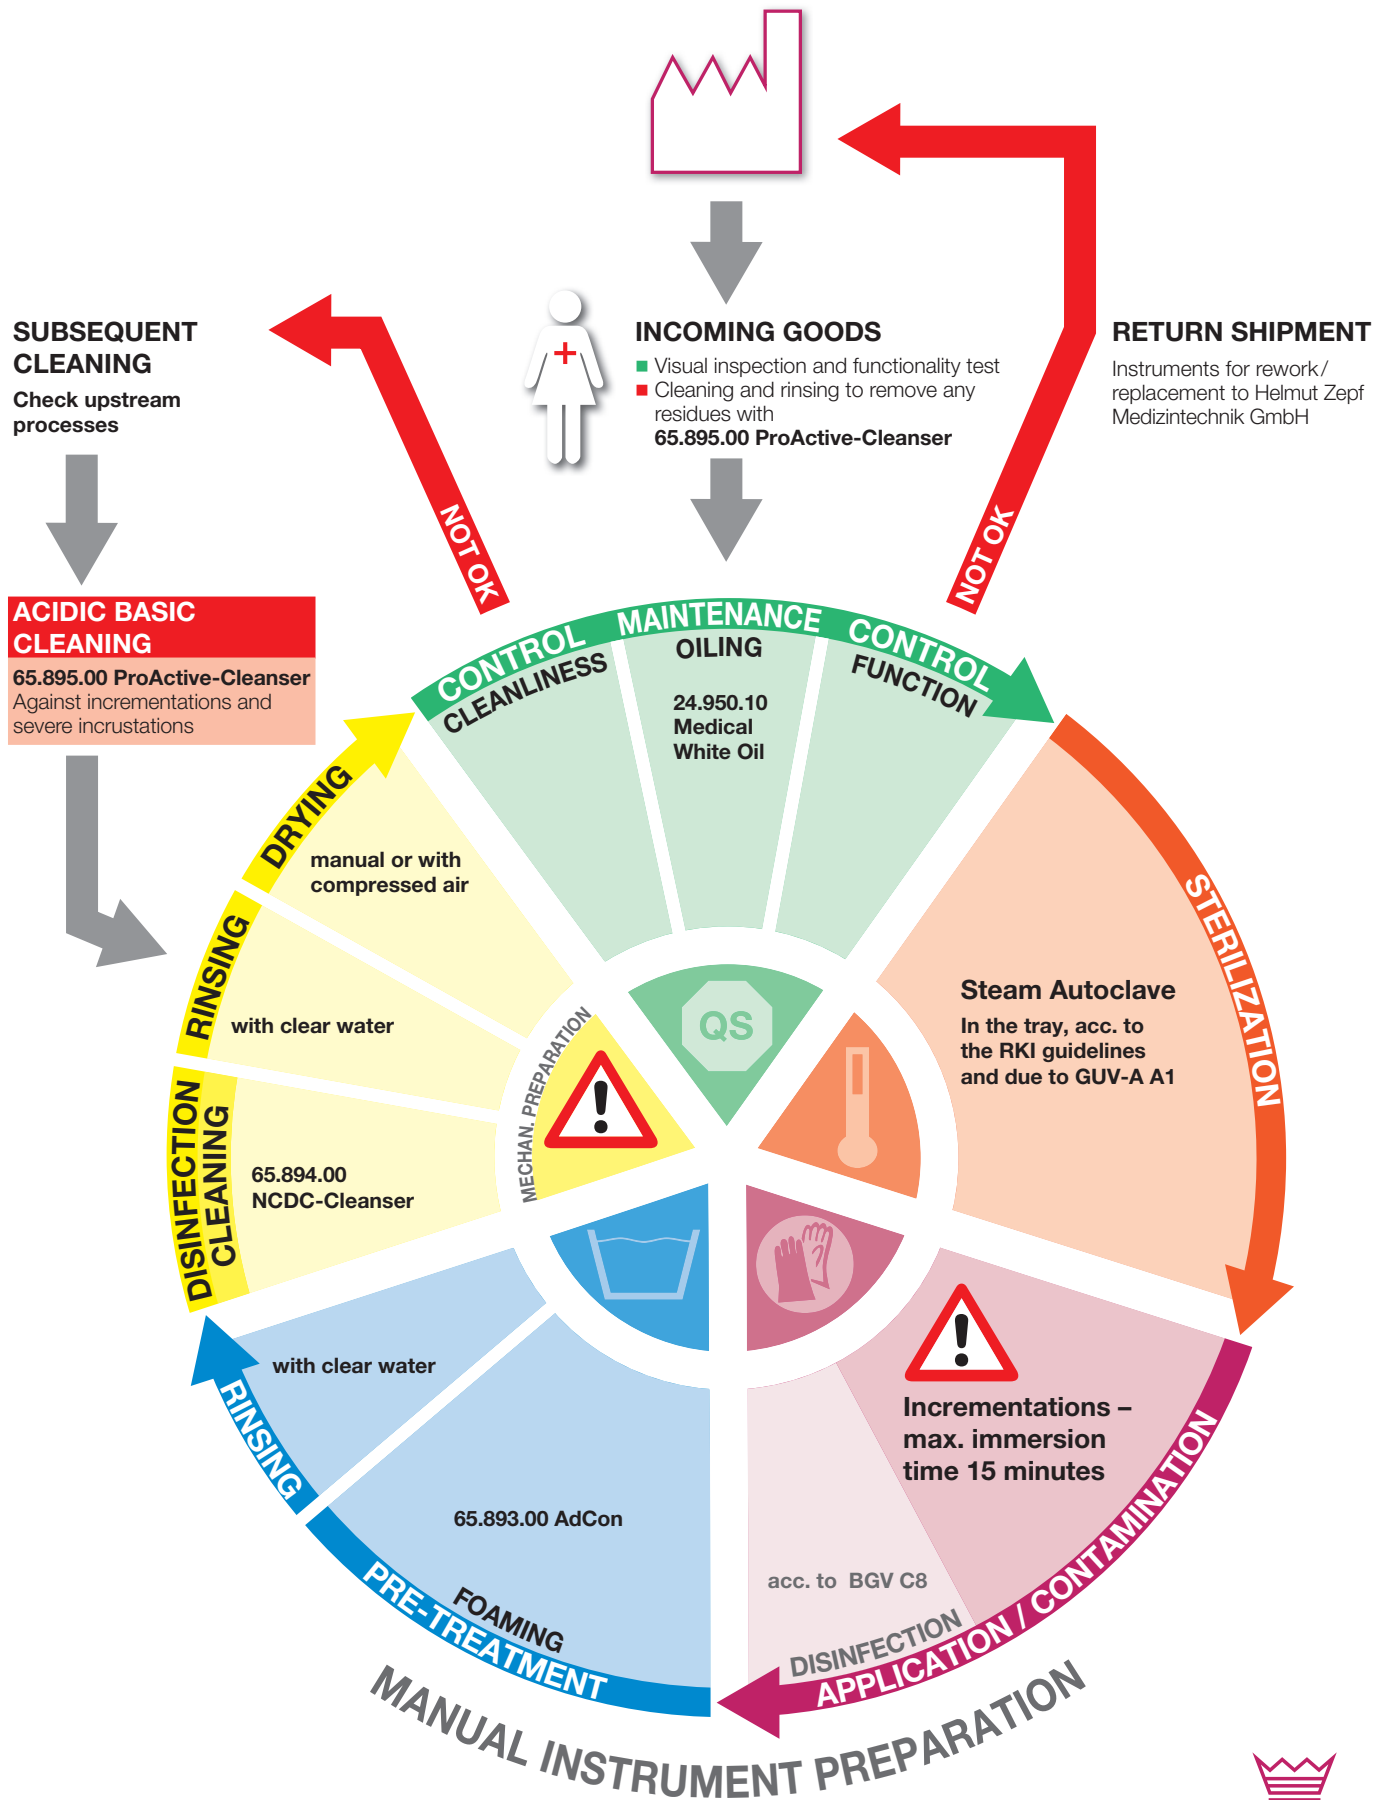 SUBSEQUENT
CLEANING
Check upstream
processes
INCOMING GOODS
Visual inspection and functionality test
Cleaning and rinsing to remove any
residues with
65.895.00 ProActive-Cleanser
RETURN SHIPMENT
Instruments for rework/
replacement to Helmut Zepf
Medizintechnik GmbH
NOT OK
NOT OK
ACIDIC BASIC
CLEANING
65.895.00 ProActive-Cleanser
Against incrementations and
severe incrustations
CONTROL
CLEANLINESS
MAINTENANCE
OILING
24.950.10
Medical
White Oil
CONTROL
FUNCTION
STERILIZATION
Steam Autoclave
In the tray, acc. to
the RKI guidelines
and due to GUV-A A1
DRYING
manual or with
compressed air
RINSING
with clear water
DISINFECTION
CLEANING
65.894.00
NCDC-Cleanser
MECHAN. PREPARATION
QS
RINSING
with clear water
65.893.00 AdCon
FOAMING
PRE-TREATMENT
Incrementations –
max. immersion
time 15 minutes
acc. to BGV C8
DISINFECTION
APPLICATION / CONTAMINATION
MANUAL INSTRUMENT PREPARATION